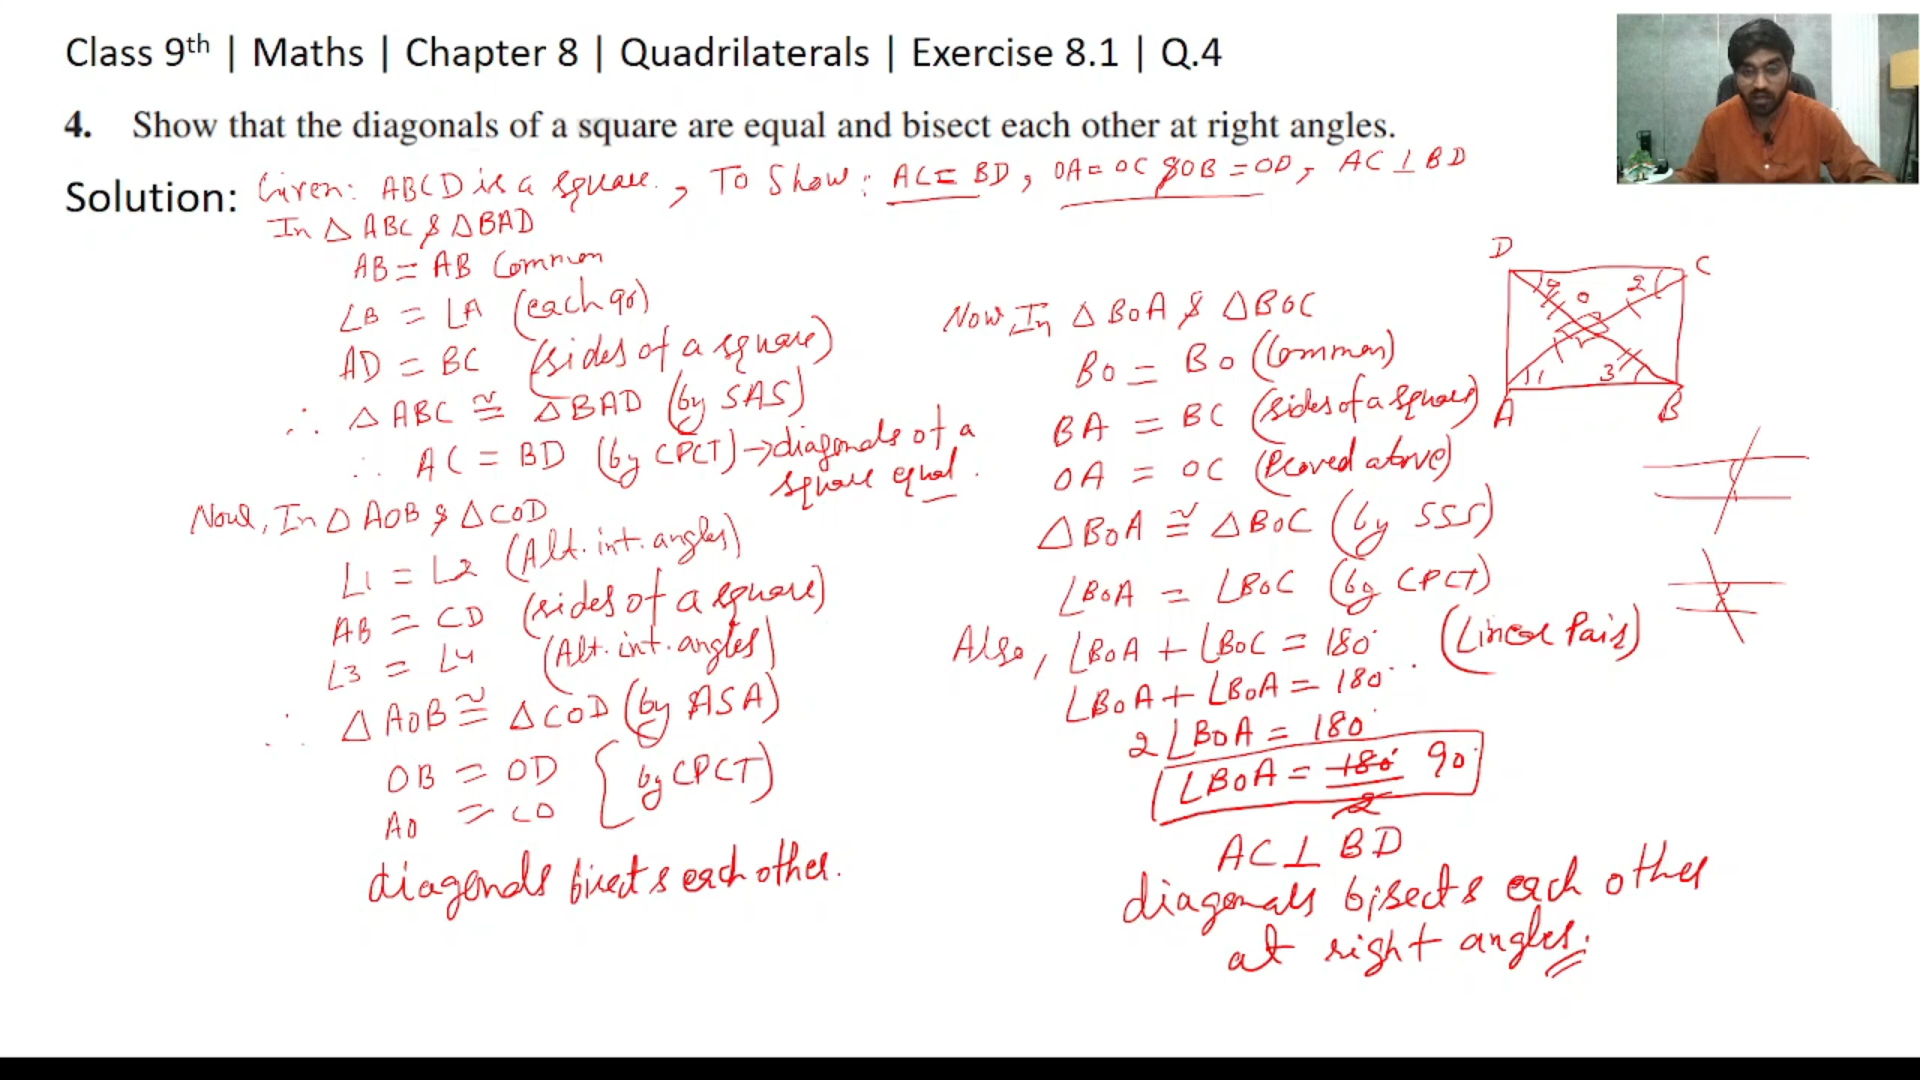 Class 9th | Maths | Chapter 8 | Quadrilaterals | Exercise 8.1 | Q.4
4. Show that the diagonals of a square are equal and bisect each other at right angles.
Solution: Given: ABCD is a square. , To Show: AC = BD, OA = OC & OB = OD, AC ⊥ BD
In △ ABC & △BAD
AB = AB Common
∠B = ∠A (each 90)
AD = BC (sides of a square)
∴ △ ABC ≅ △BAD (by SAS)
∴ AC = BD (by CPCT) → diagonals of a
square equal.
Now, In △ AOB & △COD
∠1 = ∠2 (Alt. int. angles)
AB = CD (sides of a square)
∠3 = ∠4 (Alt. int. angles)
∴ △ AOB ≅ △COD (by ASA)
OB = OD
AO = CO
by CPCT
diagonals bisects each other.
Now, In △ BOA & △BOC
BO = BO (Common)
BA = BC (sides of a square)
OA = OC (Proved above)
△BOA ≅ △BOC (by SSS)
∠BOA = ∠BOC (by CPCT)
Also, ∠BOA + ∠BOC = 180° (Linear Pair)
∠BOA + ∠BOA = 180°
2∠BOA = 180°
∠BOA = 180°/2 90°
AC ⊥ BD
diagonals bisects each other
at right angles.
D
C
4
O
2
1
3
A
B